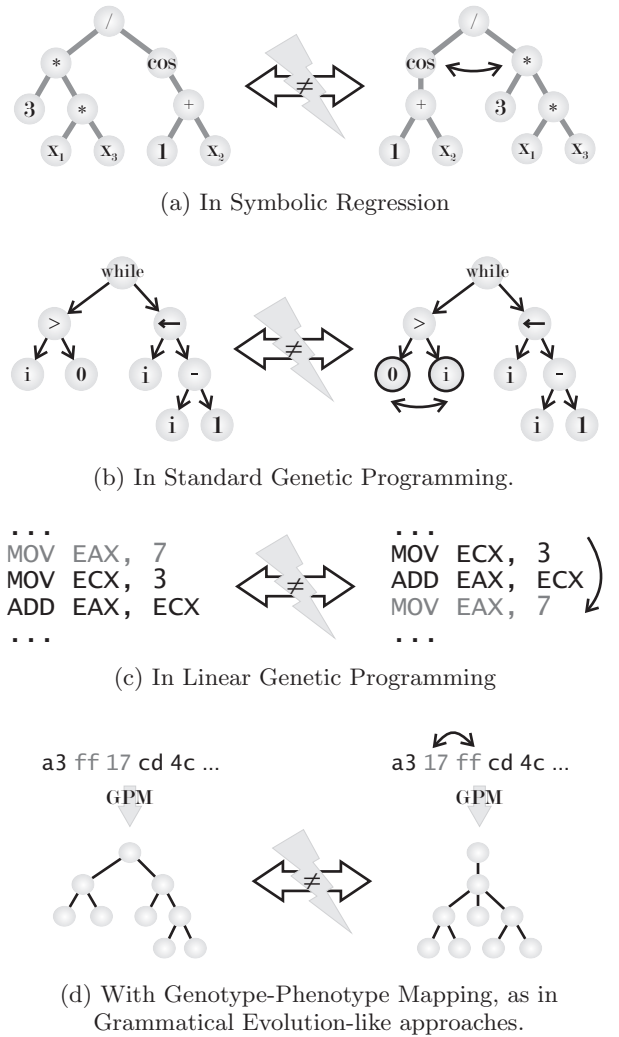 / /
* cos ≠ cos *
3 * + + 3 *
x₁ x₃ 1 x₂ 1 x₂ x₁ x₃
(a) In Symbolic Regression
while while
> ← ≠ > ←
i 0 i - 0 i i -
i 1 i 1
(b) In Standard Genetic Programming.
... ...
MOV EAX, 7 MOV ECX, 3
MOV ECX, 3 ≠ ADD EAX, ECX
ADD EAX, ECX MOV EAX, 7
... ...
(c) In Linear Genetic Programming
a3 ff 17 cd 4c ... a3 17 ff cd 4c ...
GPM GPM
≠
(d) With Genotype-Phenotype Mapping, as in
Grammatical Evolution-like approaches.